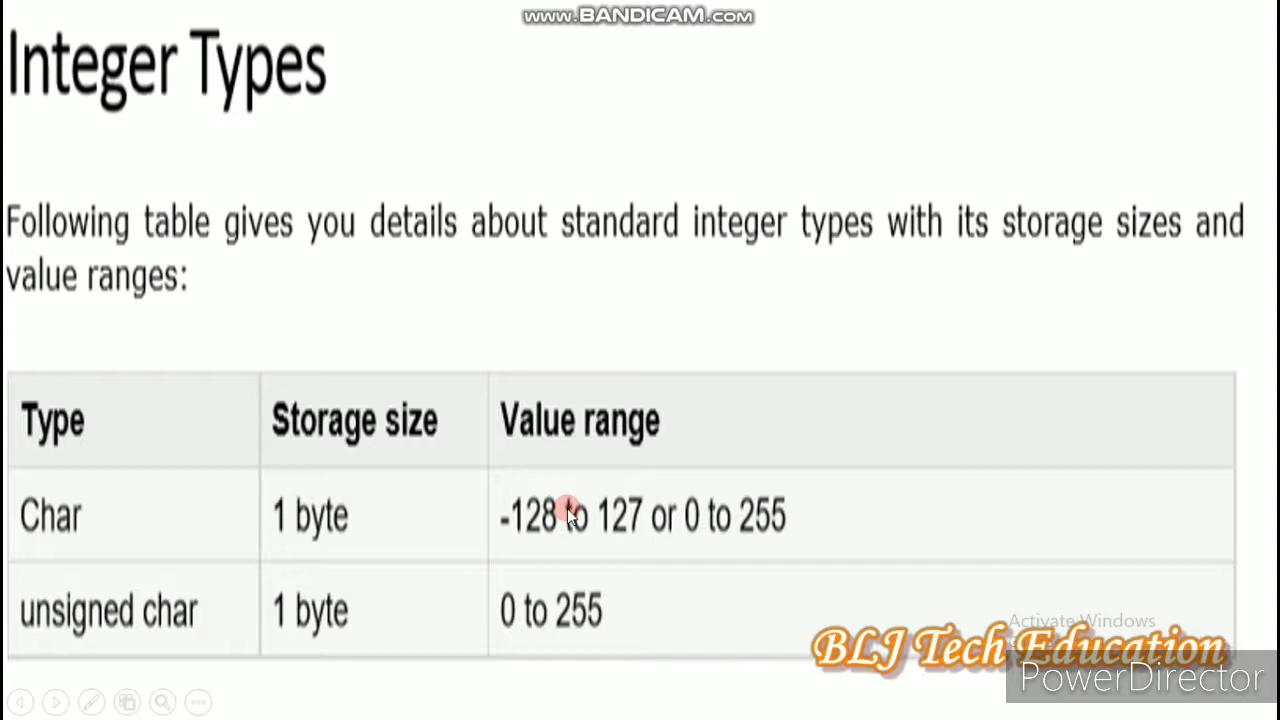 www.BANDICAM.com
Integer Types
Following table gives you details about standard integer types with its storage sizes and
value ranges:
Type Storage size Value range
Char 1 byte -128 to 127 or 0 to 255
unsigned char 1 byte 0 to 255
Activate Windows
BLJ Tech Education
PowerDirector